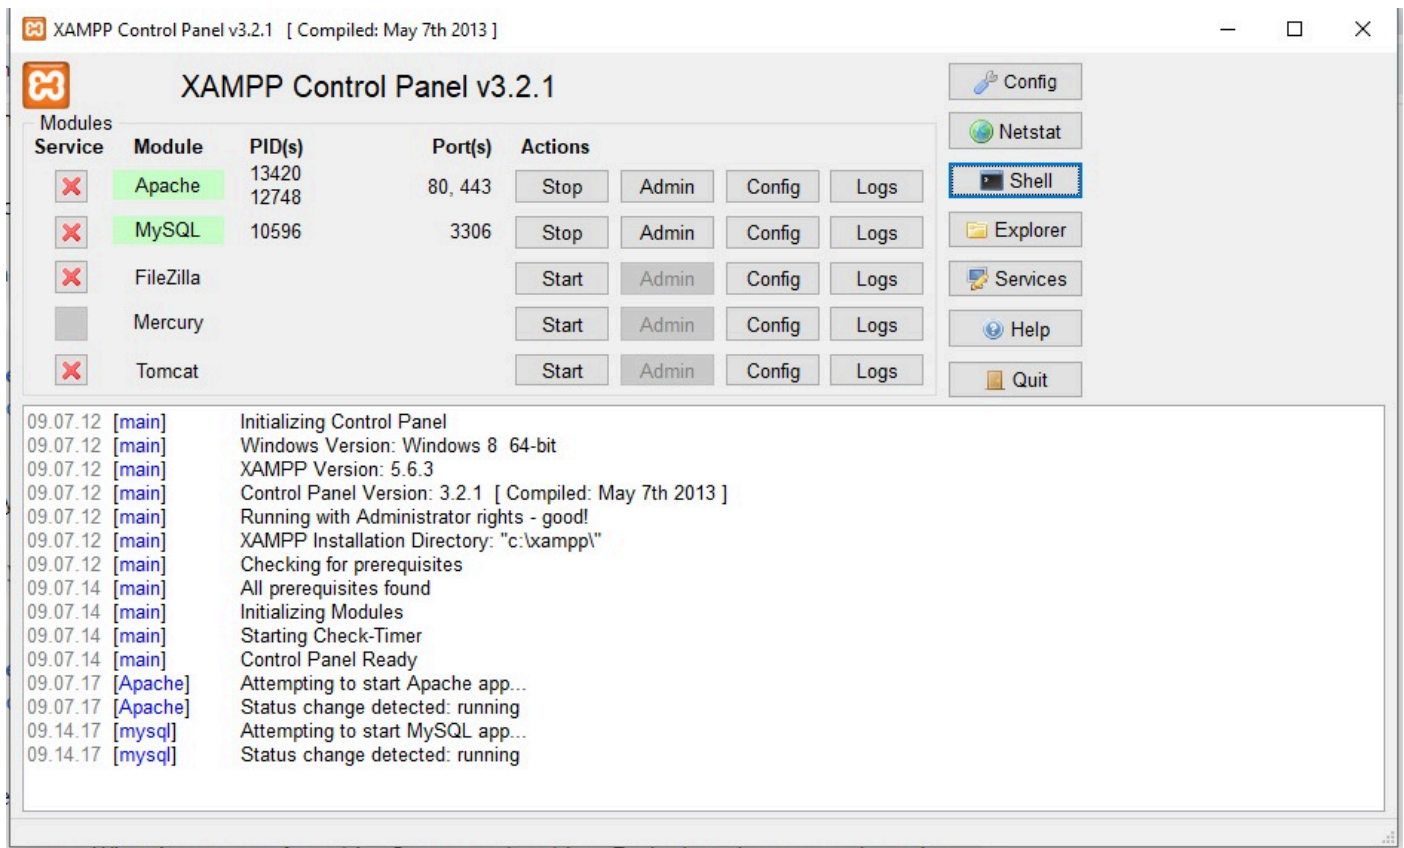 XAMPP Control Panel v3.2.1 [ Compiled: May 7th 2013 ]
XAMPP Control Panel v3.2.1
Config
Modules
Netstat
Service Module PID(s) Port(s) Actions
Apache 13420 12748 80, 443 Stop Admin Config Logs
Shell
MySQL 10596 3306 Stop Admin Config Logs
Explorer
FileZilla Start Admin Config Logs
Services
Mercury Start Admin Config Logs
Help
Tomcat Start Admin Config Logs
Quit
09.07.12 [main] Initializing Control Panel
09.07.12 [main] Windows Version: Windows 8 64-bit
09.07.12 [main] XAMPP Version: 5.6.3
09.07.12 [main] Control Panel Version: 3.2.1 [ Compiled: May 7th 2013 ]
09.07.12 [main] Running with Administrator rights - good!
09.07.12 [main] XAMPP Installation Directory: "c:\xampp\"
09.07.12 [main] Checking for prerequisites
09.07.14 [main] All prerequisites found
09.07.14 [main] Initializing Modules
09.07.14 [main] Starting Check-Timer
09.07.14 [main] Control Panel Ready
09.07.17 [Apache] Attempting to start Apache app...
09.07.17 [Apache] Status change detected: running
09.14.17 [mysql] Attempting to start MySQL app...
09.14.17 [mysql] Status change detected: running